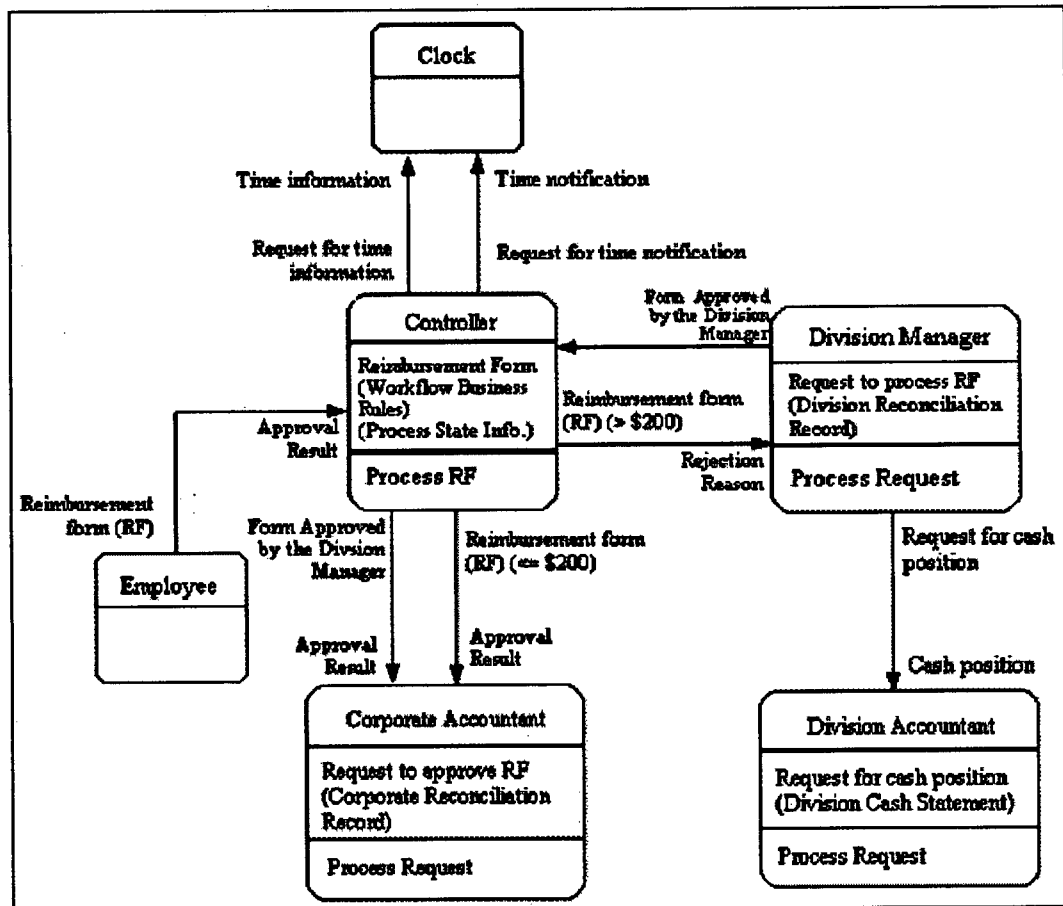 Clock
Time information
Time notification
Request for time
information
Request for time notification
Controller
Reimbursement Form
(Workflow Business
Rules)
(Process State Info.)
Process RF
Form Approved
by the Division
Manager
Division Manager
Request to process RF
(Division Reconciliation
Record)
Process Request
Reimbursement form
(RF) (> $200)
Rejection
Reason
Approval
Result
Reimbursement
form (RF)
Employee
Form Approved
by the Divsion
Manager
Reimbursement form
(RF) (<= $200)
Approval
Result
Approval
Result
Request for cash
position
Cash position
Corporate Accountant
Request to approve RF
(Corporate Reconciliation
Record)
Process Request
Division Accountant
Request for cash position
(Division Cash Statement)
Process Request